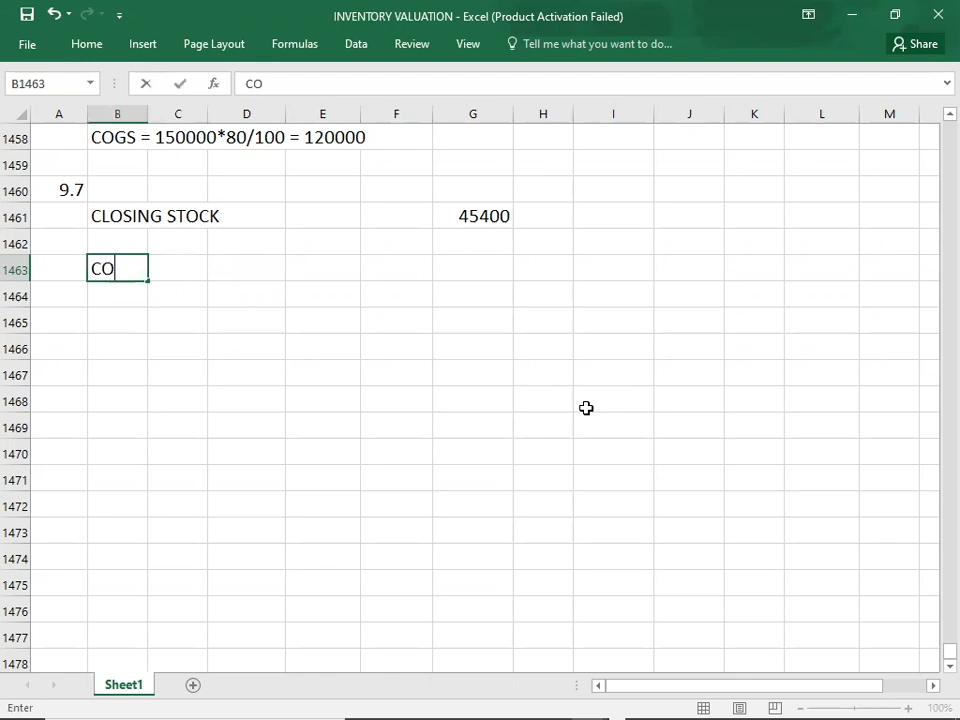 INVENTORY VALUATION - Excel (Product Activation Failed)
File Home Insert Page Layout Formulas Data Review View Tell me what you want to do... Share
B1463 fx CO
A B C D E F G H I J K L M
1458 COGS = 150000*80/100 = 120000
1459
1460 9.7
1461 CLOSING STOCK 45400
1462
1463 CO
1464
1465
1466
1467
1468
1469
1470
1471
1472
1473
1474
1475
1476
1477
1478
Sheet1
Enter 100%